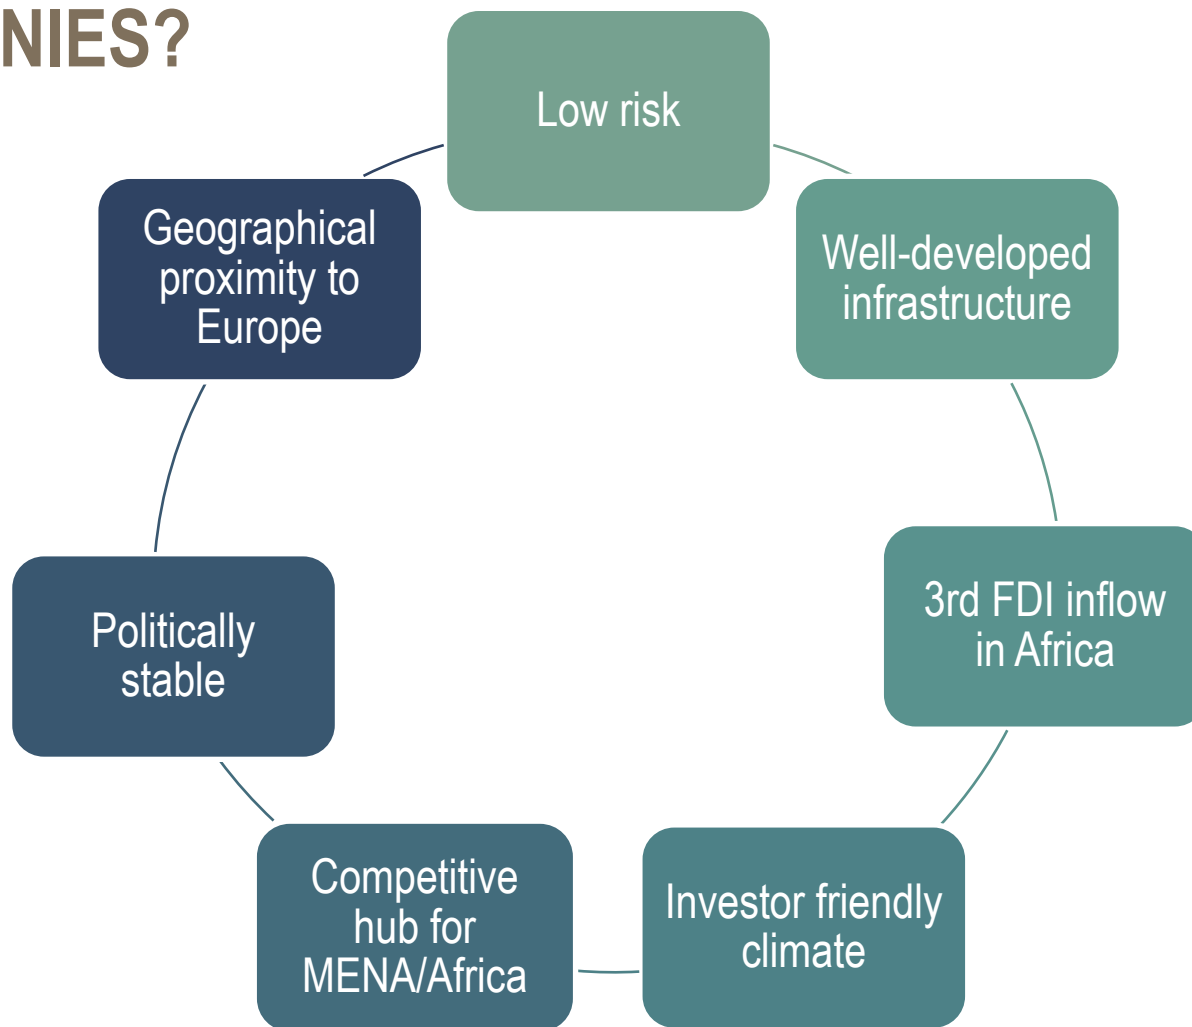 NIES?
Low risk
Well-developed
infrastructure
3rd FDI inflow
in Africa
Investor friendly
climate
Competitive
hub for
MENA/Africa
Politically
stable
Geographical
proximity to
Europe